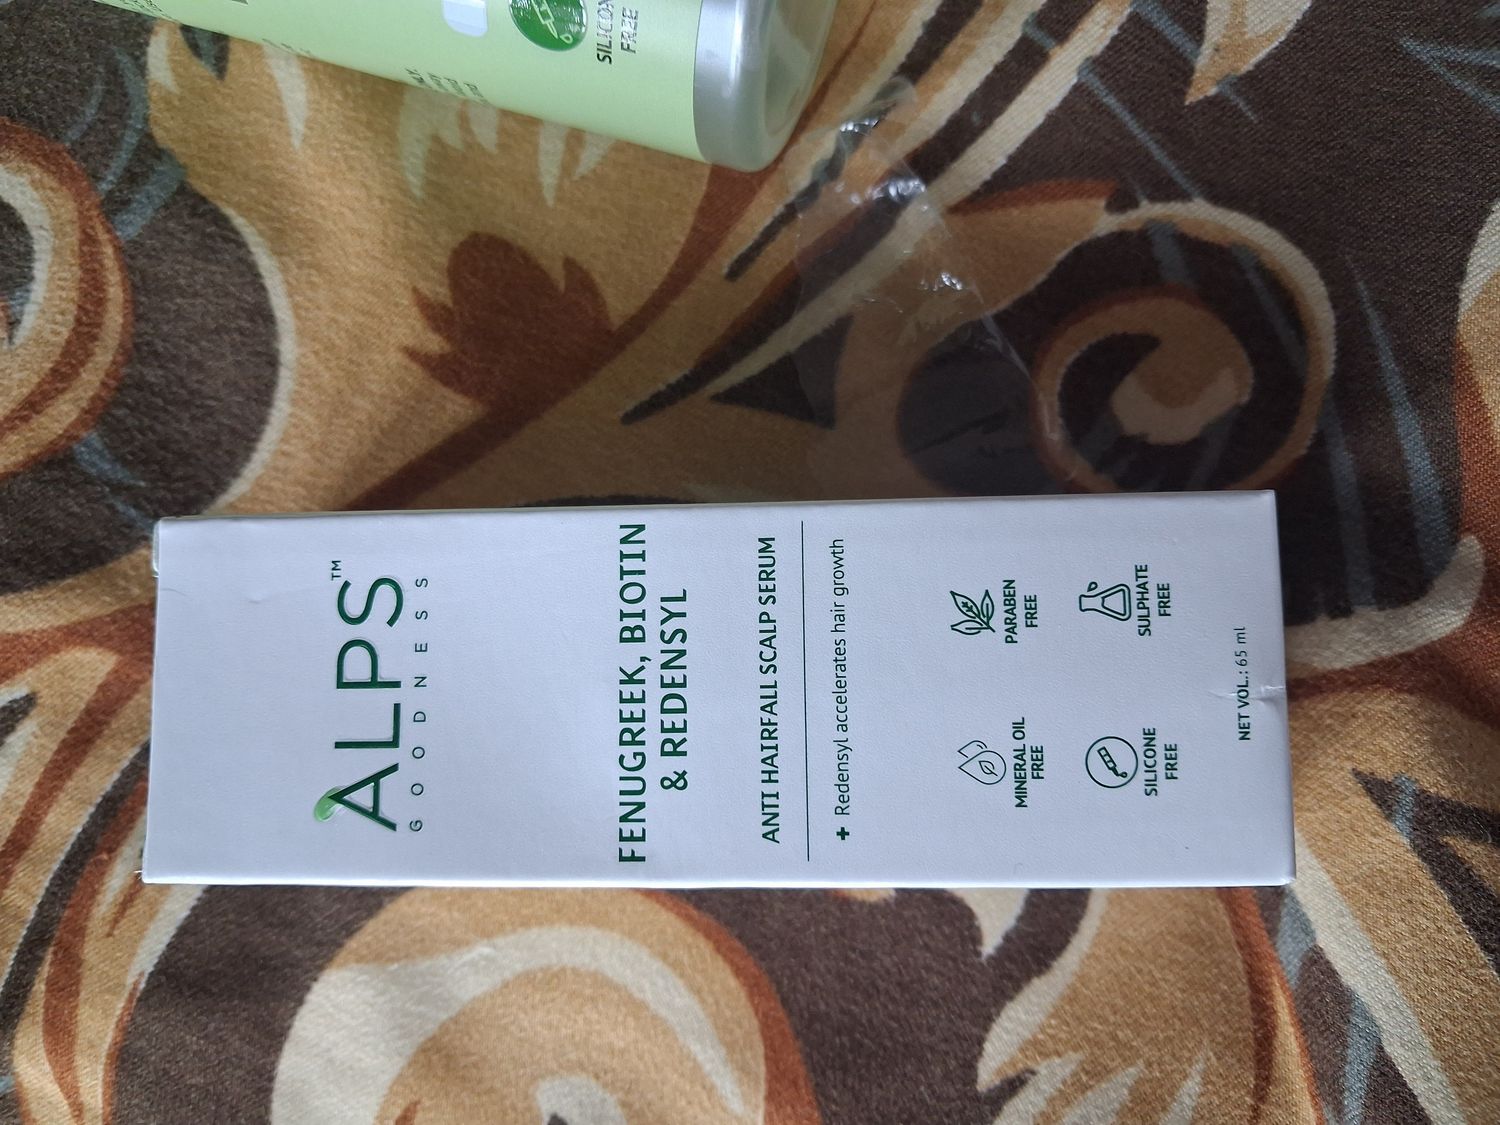 SILICON
FREE
ALPS™
GOODNESS
FENUGREEK, BIOTIN
& REDENSYL
ANTI HAIRFALL SCALP SERUM
+ Redensyl accelerates hair growth
MINERAL OIL
FREE
PARABEN
FREE
SILICONE
FREE
SULPHATE
FREE
NET VOL.: 65 ml